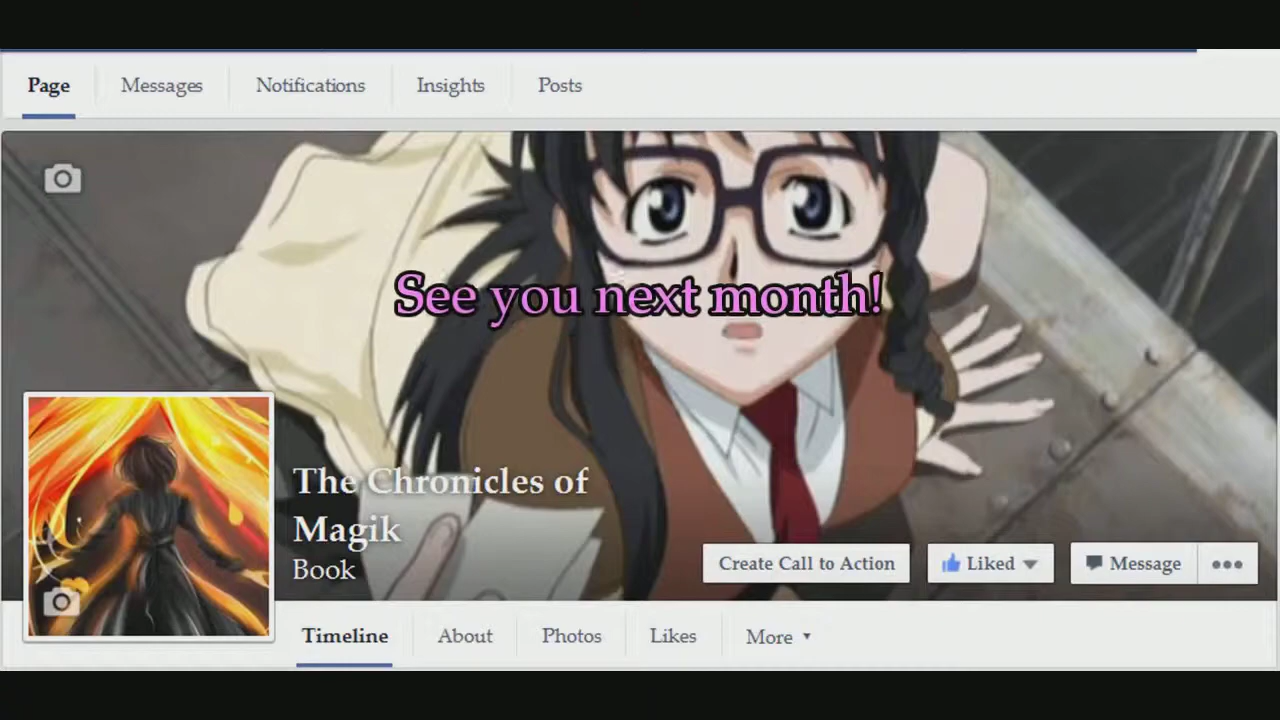 Page Messages Notifications Insights Posts
See you next month!
The Chronicles of
Magik
Book
Create Call to Action Liked Message
Timeline About Photos Likes More